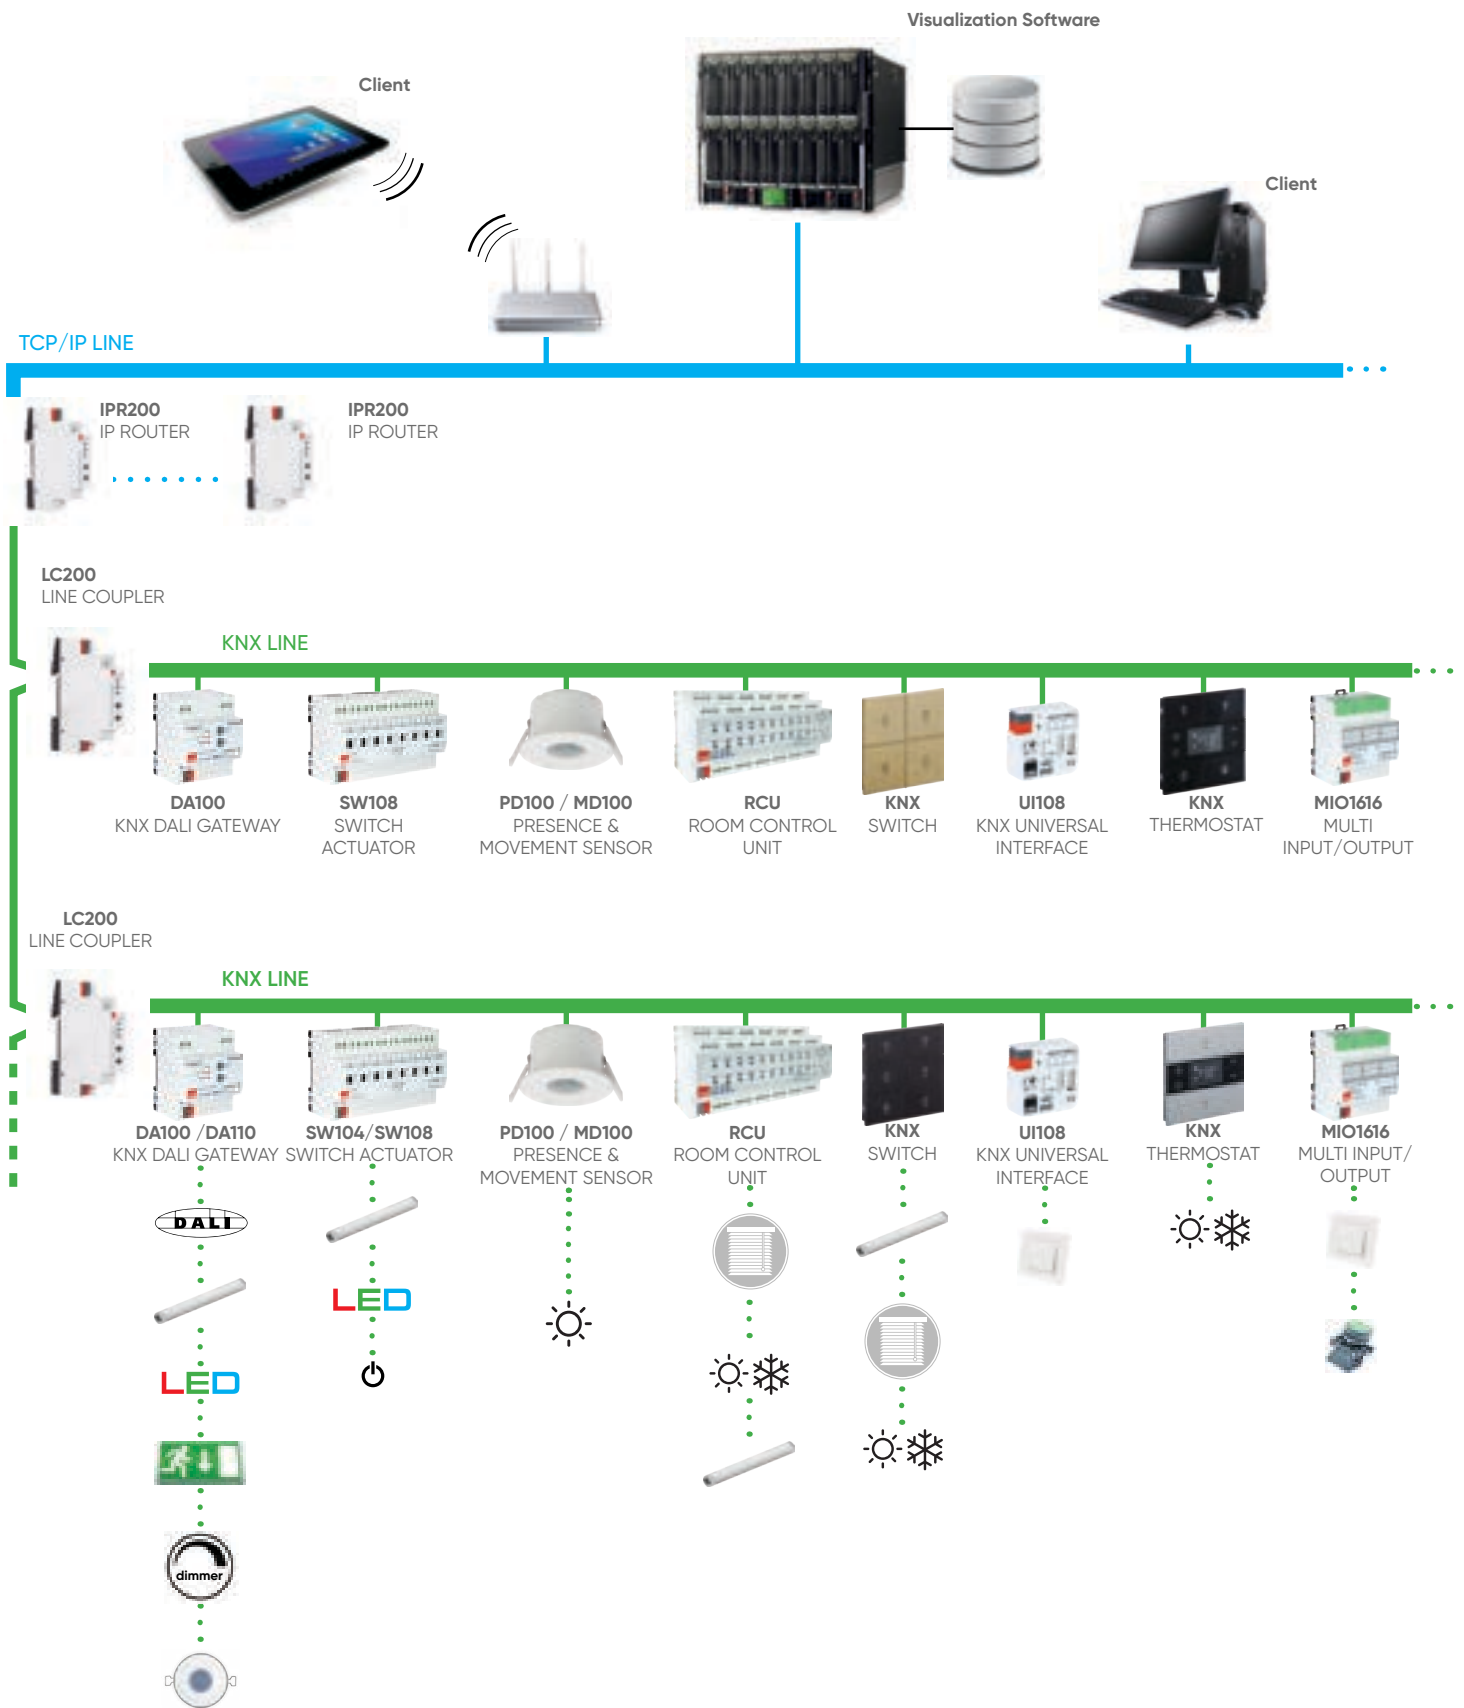 Visualization Software
Client
Client
TCP/IP LINE
IPR200
IP ROUTER
IPR200
IP ROUTER
LC200
LINE COUPLER
KNX LINE
DA100
KNX DALI GATEWAY
SW108
SWITCH
ACTUATOR
PD100 / MD100
PRESENCE &
MOVEMENT SENSOR
RCU
ROOM CONTROL
UNIT
KNX
SWITCH
UI108
KNX UNIVERSAL
INTERFACE
KNX
THERMOSTAT
MIO1616
MULTI
INPUT/OUTPUT
LC200
LINE COUPLER
KNX LINE
DA100 /DA110
KNX DALI GATEWAY
SW104/SW108
SWITCH ACTUATOR
PD100 / MD100
PRESENCE &
MOVEMENT SENSOR
RCU
ROOM CONTROL
UNIT
KNX
SWITCH
UI108
KNX UNIVERSAL
INTERFACE
KNX
THERMOSTAT
MIO1616
MULTI INPUT/
OUTPUT
DALI
LED
LED
dimmer